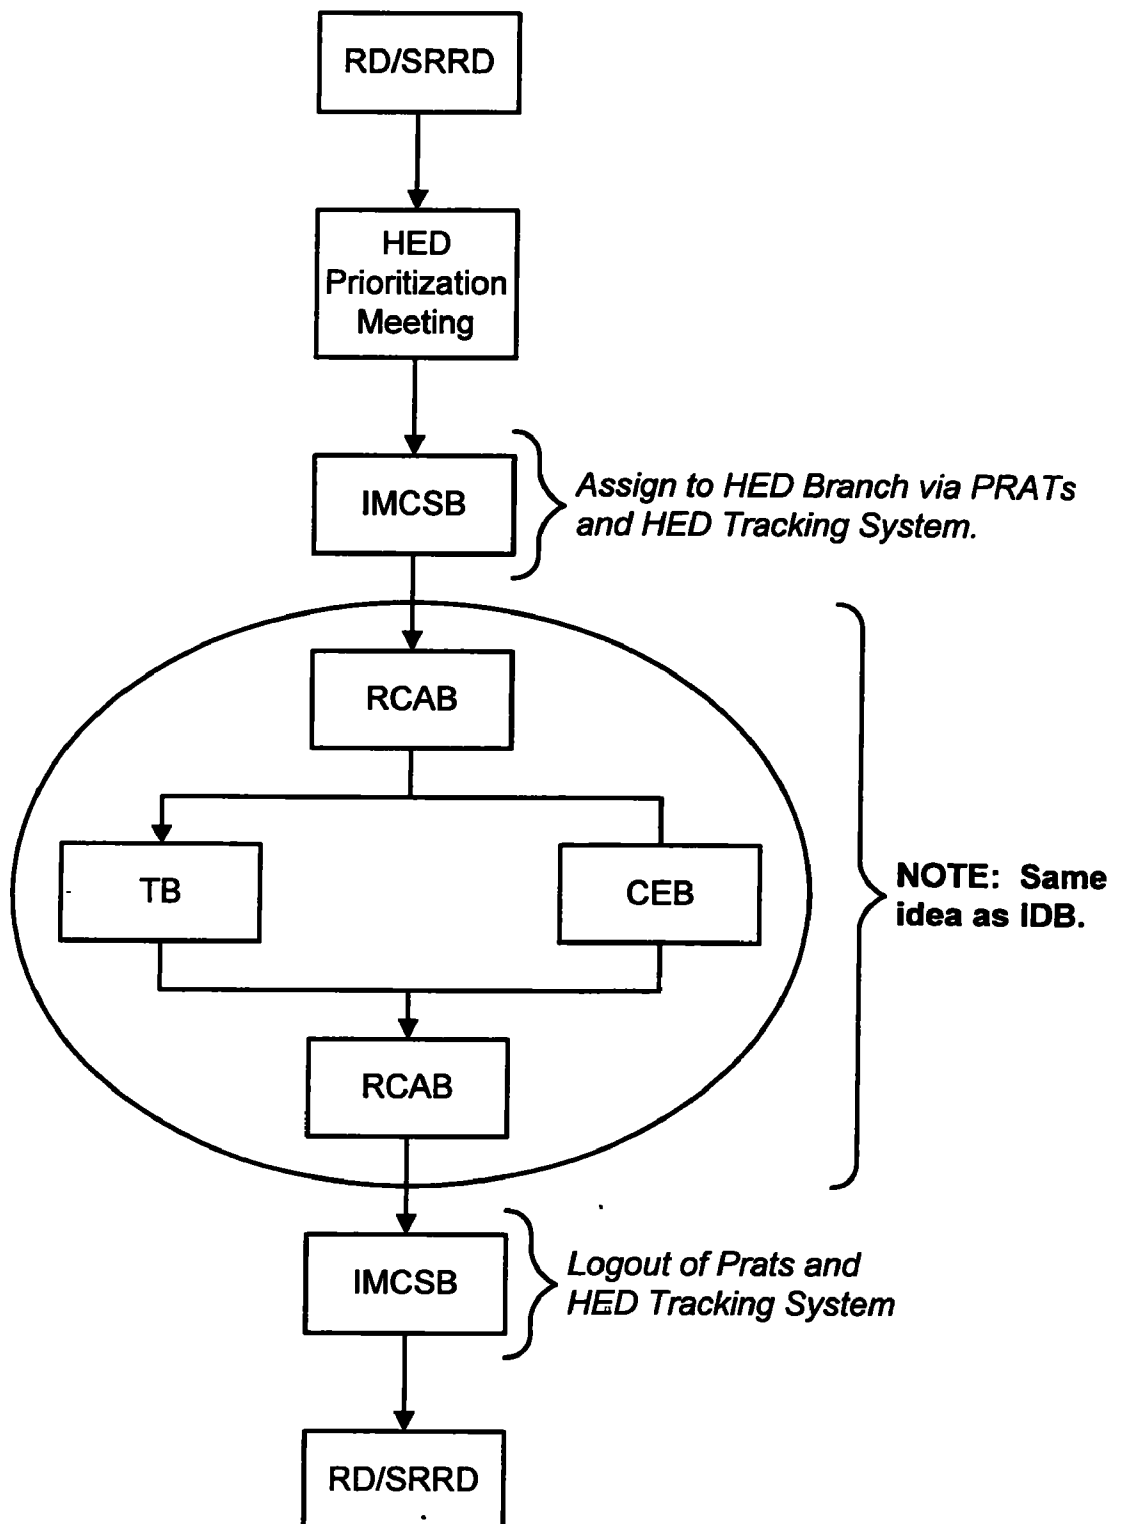 RD/SRRD
HED
Prioritization
Meeting
IMCSB
Assign to HED Branch via PRATs
and HED Tracking System.
RCAB
TB
CEB
NOTE: Same
idea as IDB.
RCAB
IMCSB
Logout of Prats and
HED Tracking System
RD/SRRD